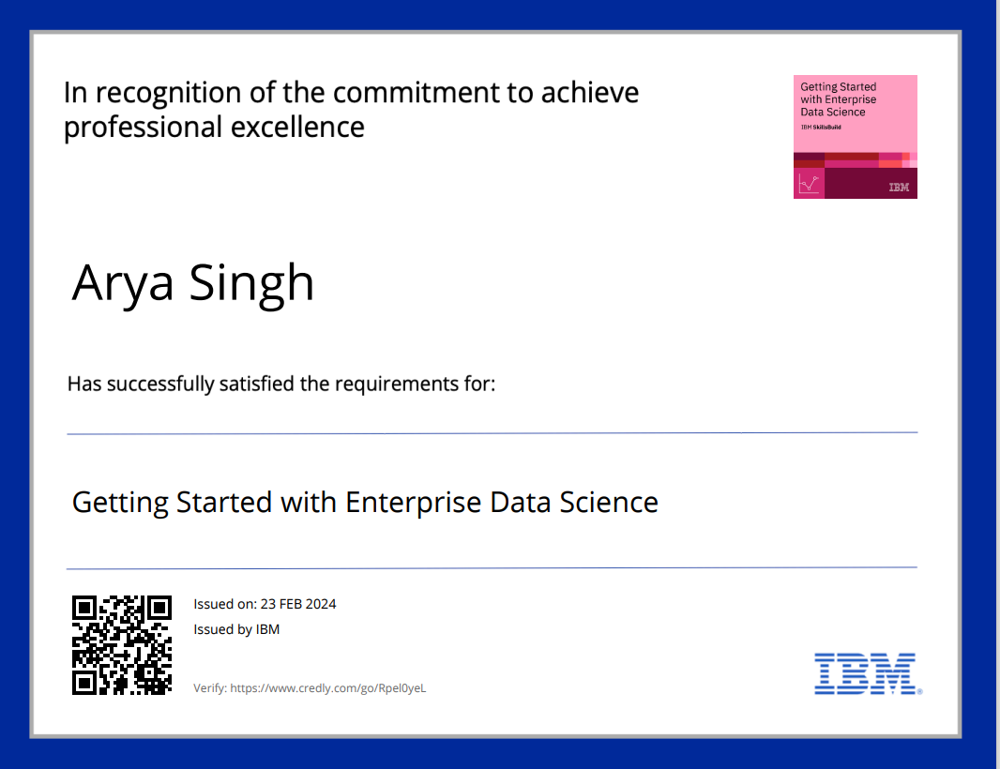 In recognition of the commitment to achieve
professional excellence
Getting Started
with Enterprise
Data Science
IBM SkillsBuild
IBM
Arya Singh
Has successfully satisfied the requirements for:
Getting Started with Enterprise Data Science
Issued on: 23 FEB 2024
Issued by IBM
Verify: https://www.credly.com/go/Rpel0yeL
IBM®